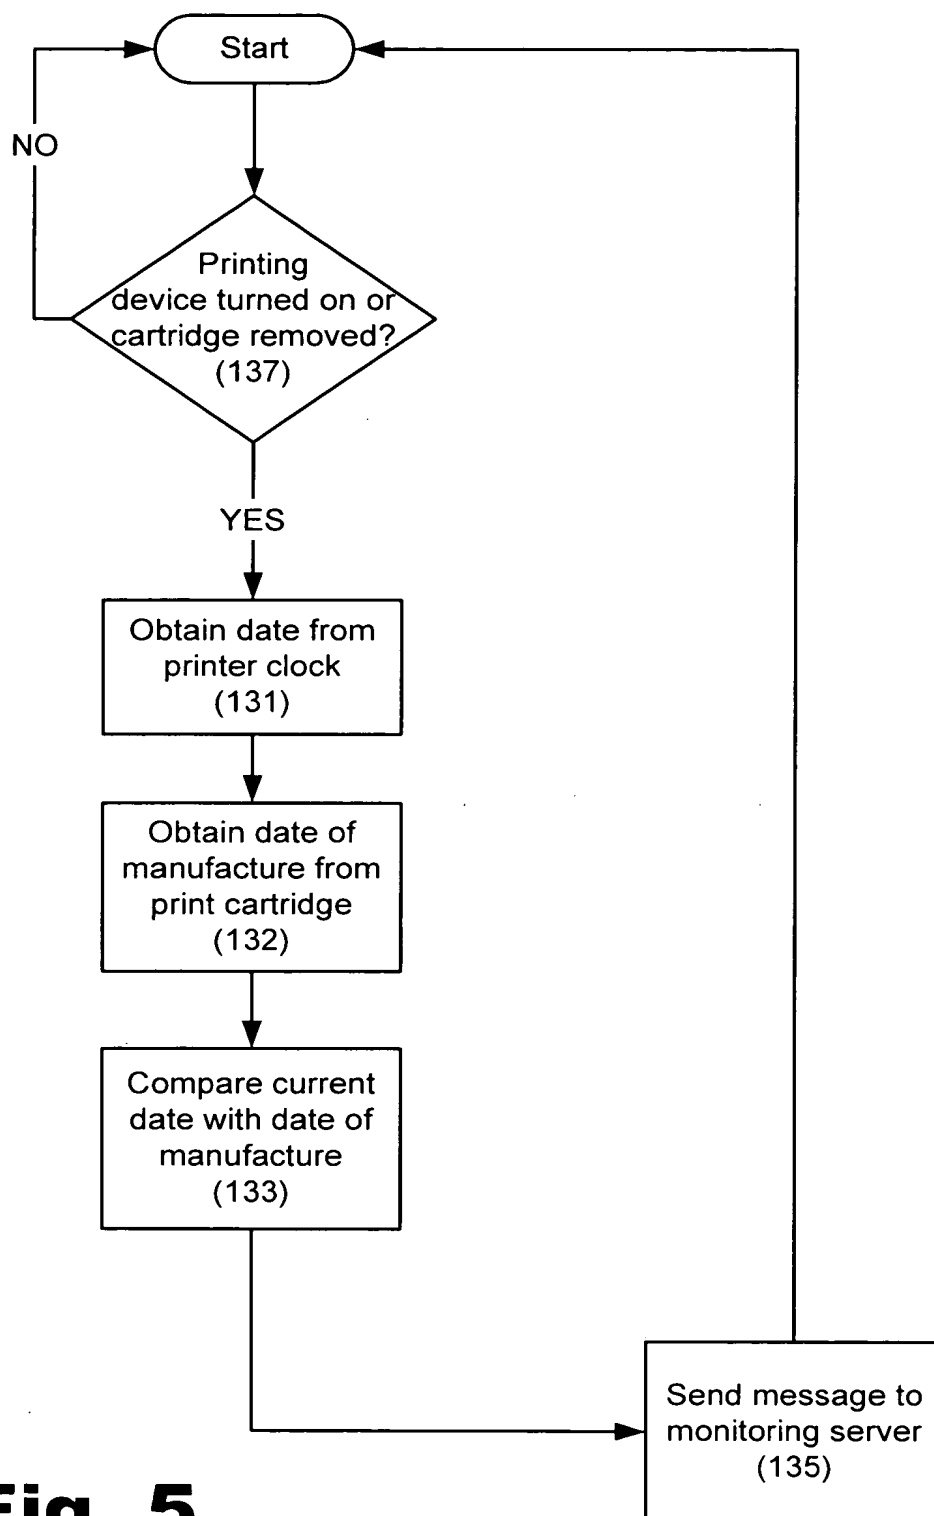 Start
NO
Printing
device turned on or
cartridge removed?
(137)
YES
Obtain date from
printer clock
(131)
Obtain date of
manufacture from
print cartridge
(132)
Compare current
date with date of
manufacture
(133)
Send message to
monitoring server
(135)
Fig. 5